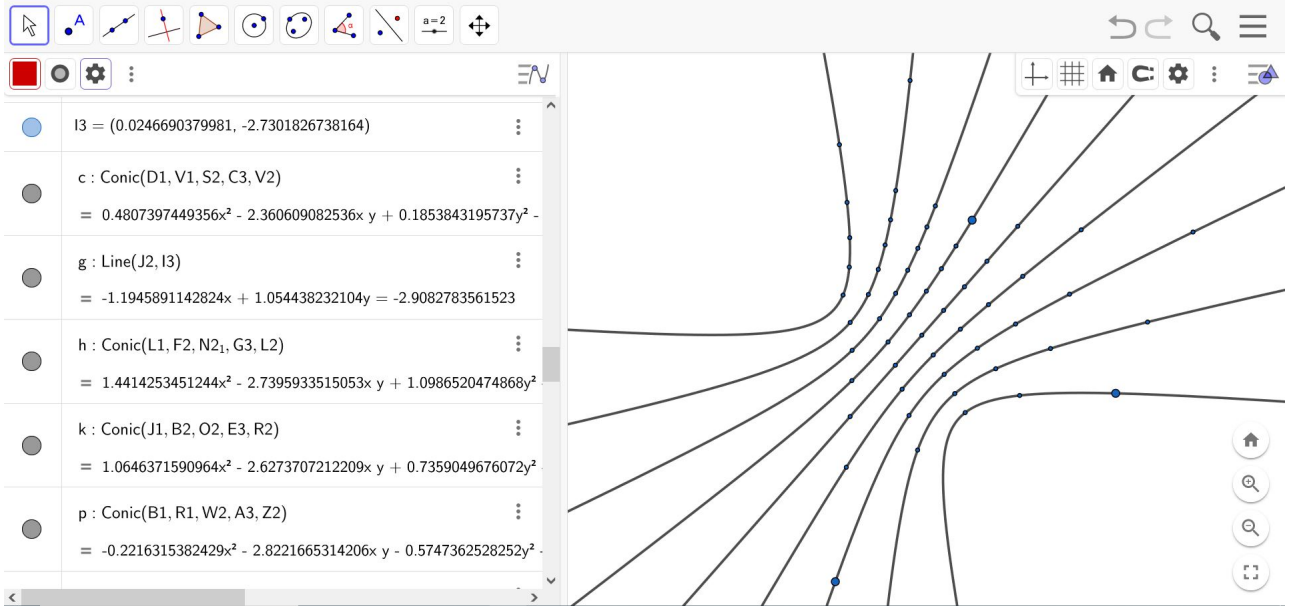 A
α
a=2
I3 = (0.0246690379981, -2.7301826738164)
c : Conic(D1, V1, S2, C3, V2)
= 0.4807397449356x² - 2.360609082536x y + 0.1853843195737y² -
g : Line(J2, I3)
= -1.1945891142824x + 1.054438232104y = -2.9082783561523
h : Conic(L1, F2, N2₁, G3, L2)
= 1.4414253451244x² - 2.7395933515053x y + 1.0986520474868y² -
k : Conic(J1, B2, O2, E3, R2)
= 1.0646371590964x² - 2.6273707212209x y + 0.7359049676072y² -
p : Conic(B1, R1, W2, A3, Z2)
= -0.2216315382429x² - 2.8221665314206x y - 0.5747362528252y² -